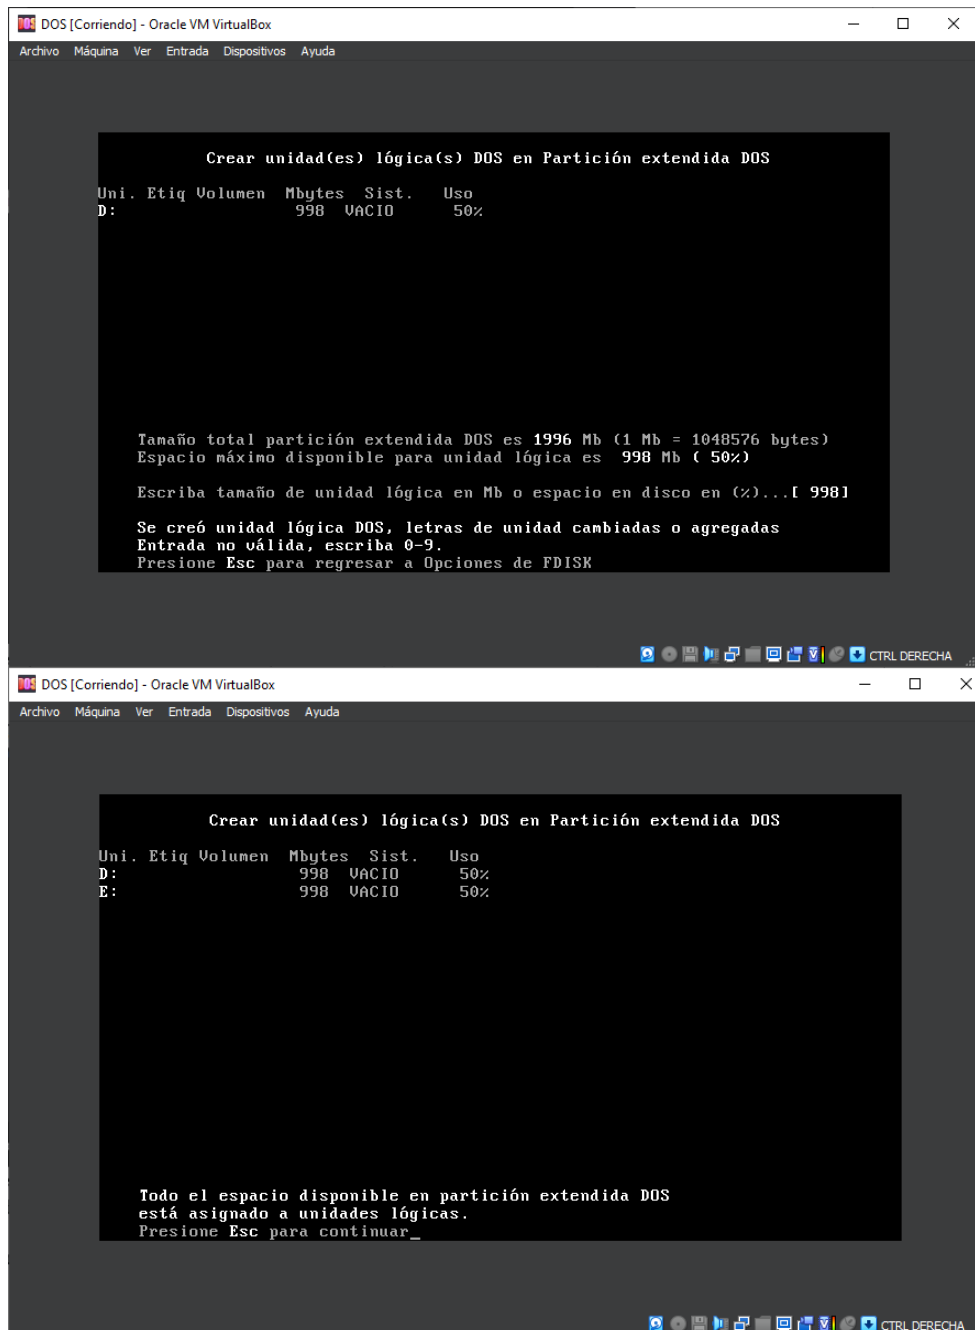 DOS [Corriendo] - Oracle VM VirtualBox
Archivo Máquina Ver Entrada Dispositivos Ayuda
Crear unidad(es) lógica(s) DOS en Partición extendida DOS
Uni. Etiq Volumen Mbytes Sist. Uso
D: 998 VACIO 50%
Tamaño total partición extendida DOS es 1996 Mb (1 Mb = 1048576 bytes)
Espacio máximo disponible para unidad lógica es 998 Mb ( 50%)
Escriba tamaño de unidad lógica en Mb o espacio en disco en (%)...[ 998]
Se creó unidad lógica DOS, letras de unidad cambiadas o agregadas
Entrada no válida, escriba 0-9.
Presione Esc para regresar a Opciones de FDISK
CTRL DERECHA
DOS [Corriendo] - Oracle VM VirtualBox
Archivo Máquina Ver Entrada Dispositivos Ayuda
Crear unidad(es) lógica(s) DOS en Partición extendida DOS
Uni. Etiq Volumen Mbytes Sist. Uso
D: 998 VACIO 50%
E: 998 VACIO 50%
Todo el espacio disponible en partición extendida DOS
está asignado a unidades lógicas.
Presione Esc para continuar_
CTRL DERECHA